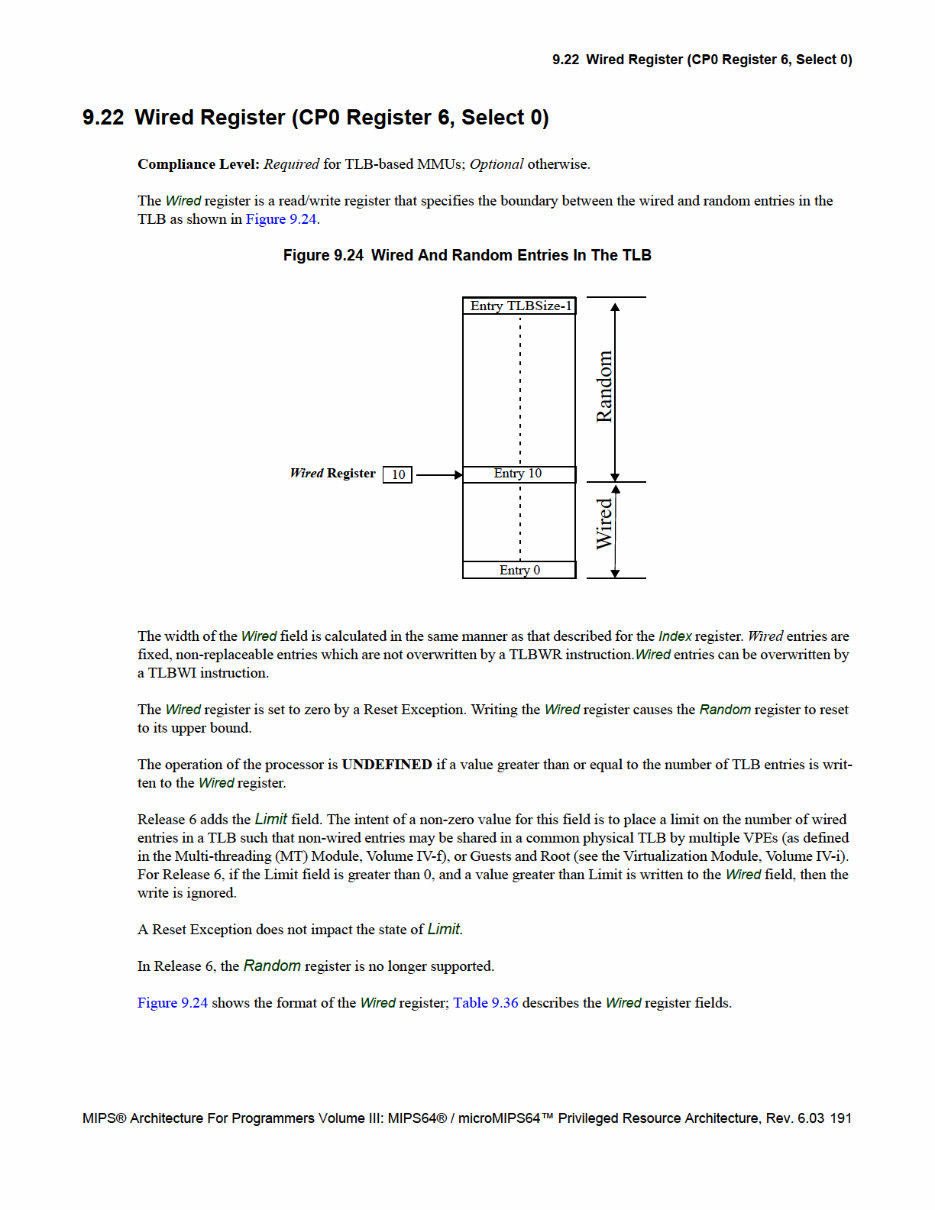 9.22 Wired Register (CP0 Register 6, Select 0)
9.22 Wired Register (CP0 Register 6, Select 0)
Compliance Level: Required for TLB-based MMUs; Optional otherwise.
The Wired register is a read/write register that specifies the boundary between the wired and random entries in the
TLB as shown in Figure 9.24.
Figure 9.24 Wired And Random Entries In The TLB
Entry TLBSize-1
Random
Wired Register 10
Entry 10
Wired
Entry 0
The width of the Wired field is calculated in the same manner as that described for the Index register. Wired entries are
fixed, non-replaceable entries which are not overwritten by a TLBWR instruction.Wired entries can be overwritten by
a TLBWI instruction.
The Wired register is set to zero by a Reset Exception. Writing the Wired register causes the Random register to reset
to its upper bound.
The operation of the processor is UNDEFINED if a value greater than or equal to the number of TLB entries is writ-
ten to the Wired register.
Release 6 adds the Limit field. The intent of a non-zero value for this field is to place a limit on the number of wired
entries in a TLB such that non-wired entries may be shared in a common physical TLB by multiple VPEs (as defined
in the Multi-threading (MT) Module, Volume IV-f), or Guests and Root (see the Virtualization Module, Volume IV-i).
For Release 6, if the Limit field is greater than 0, and a value greater than Limit is written to the Wired field, then the
write is ignored.
A Reset Exception does not impact the state of Limit.
In Release 6, the Random register is no longer supported.
Figure 9.24 shows the format of the Wired register; Table 9.36 describes the Wired register fields.
MIPS® Architecture For Programmers Volume III: MIPS64® / microMIPS64™ Privileged Resource Architecture, Rev. 6.03 191